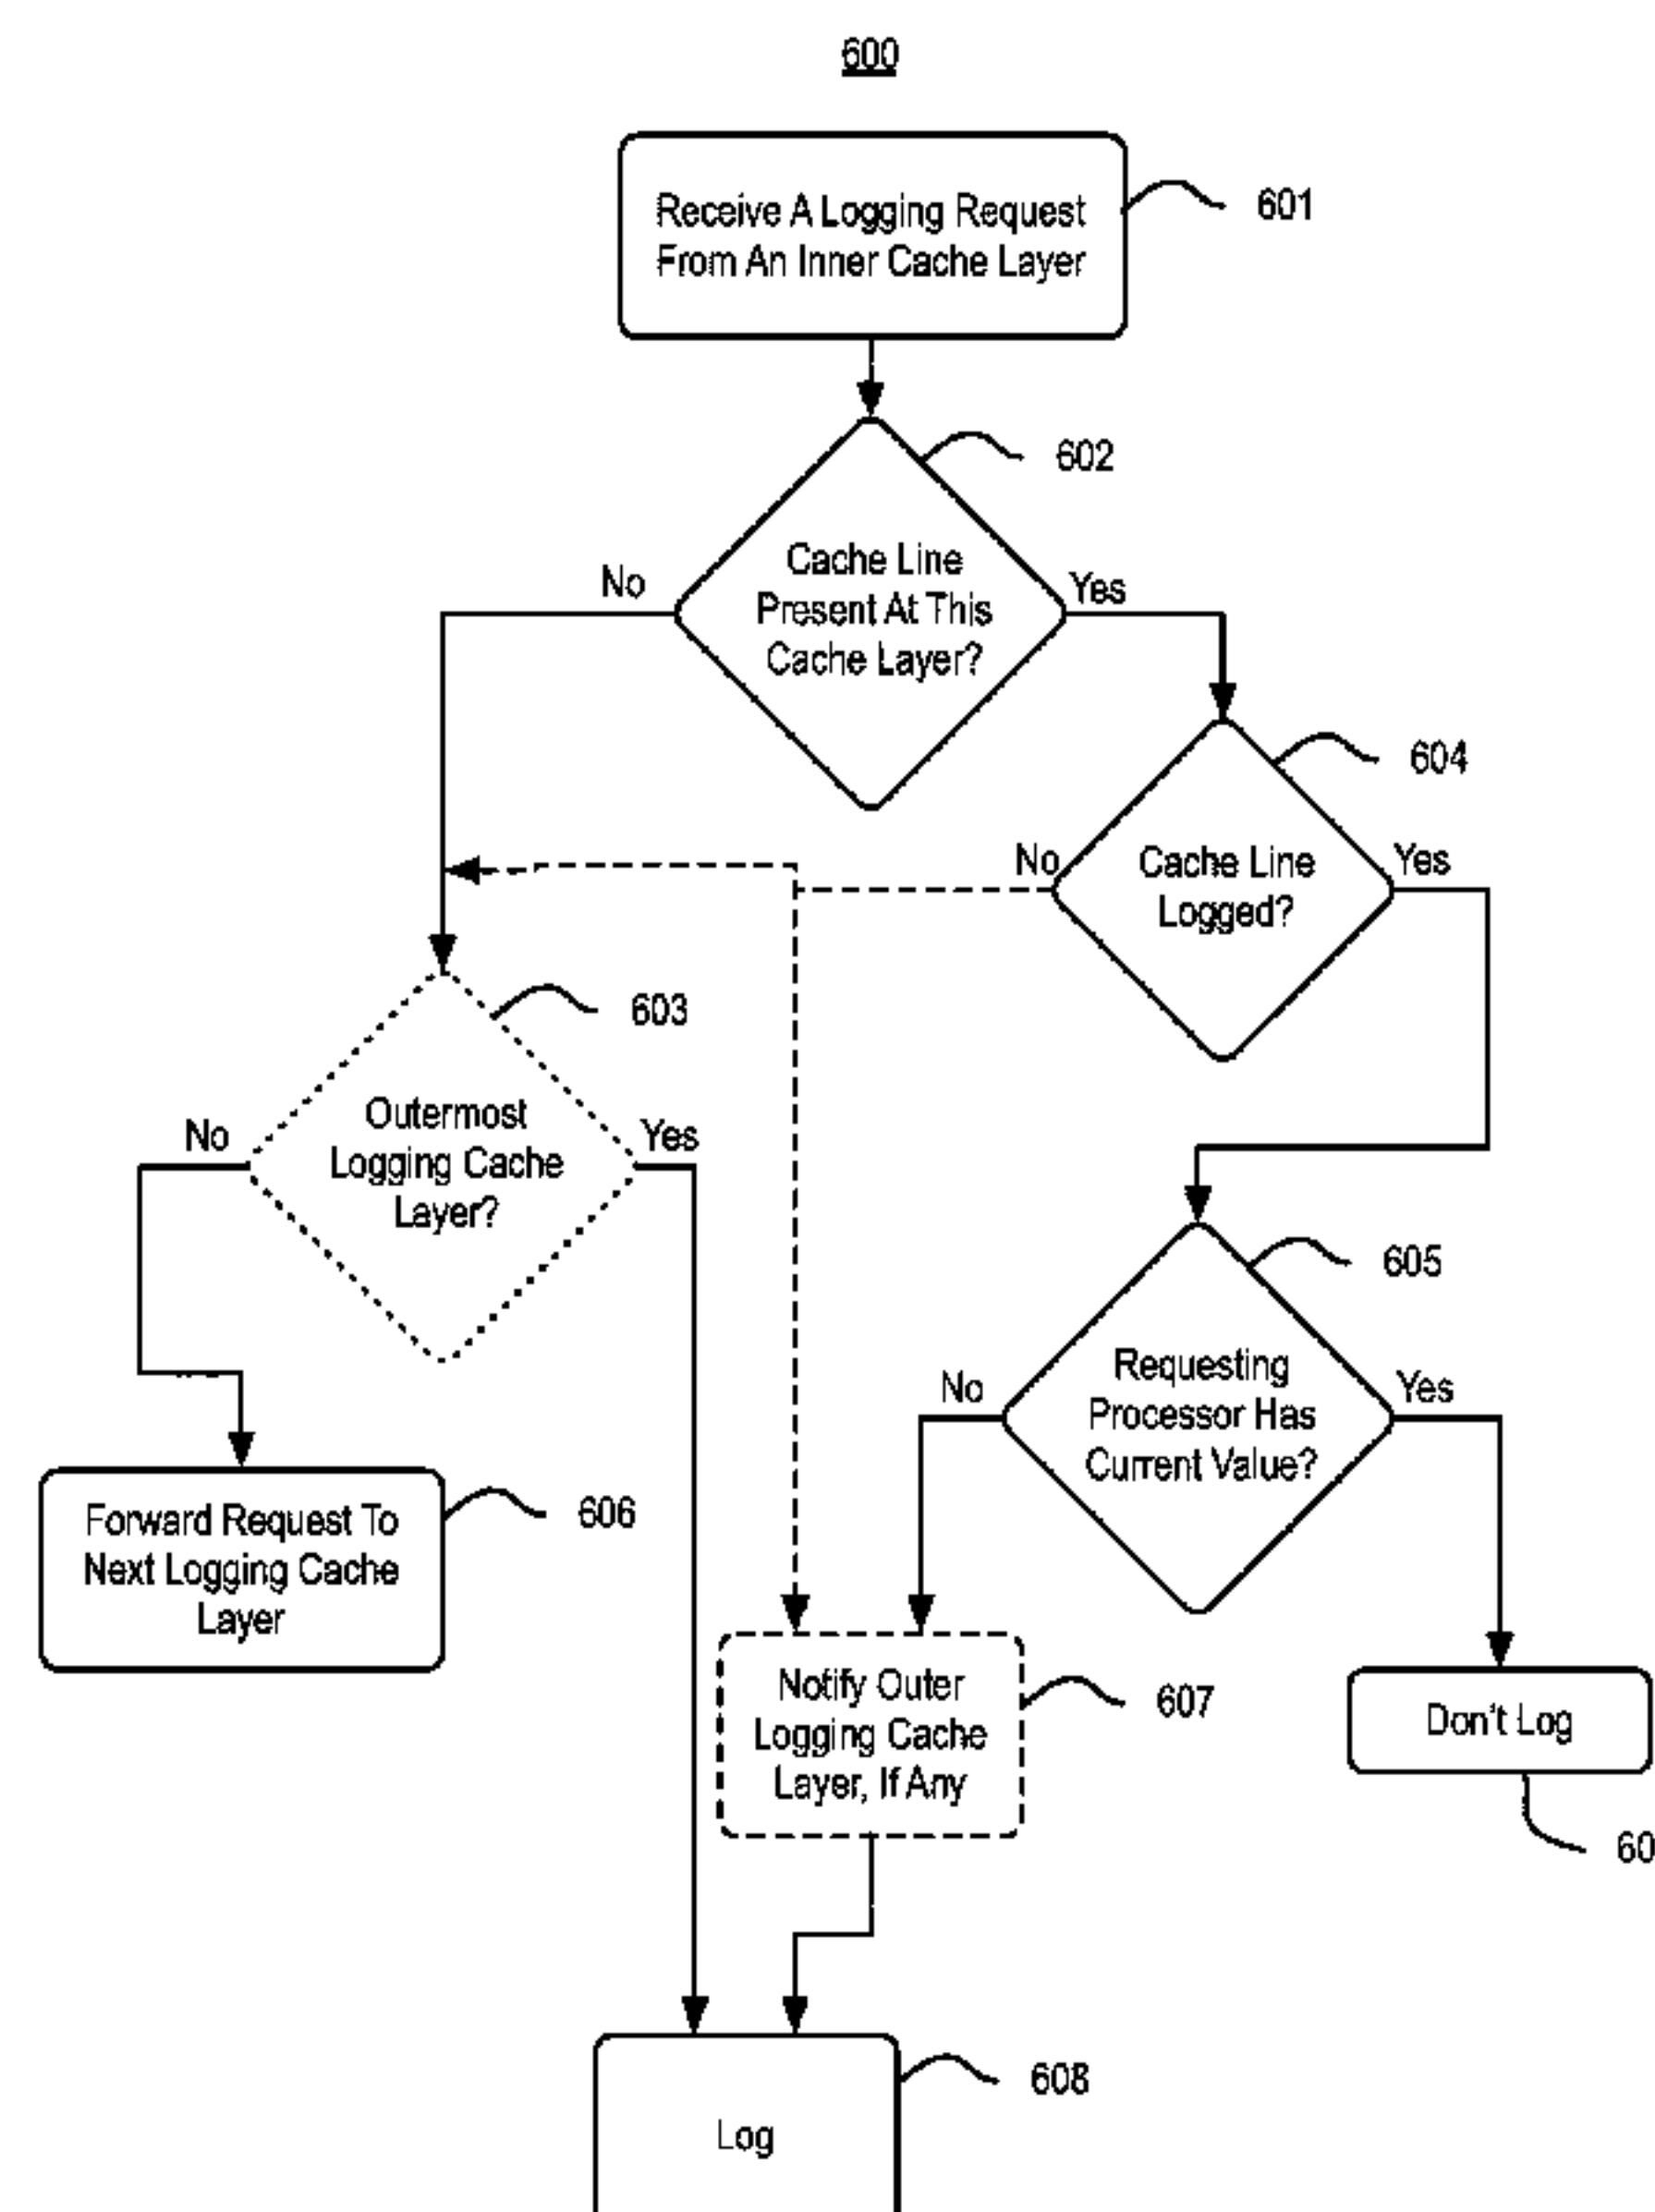 600
Receive A Logging Request
From An Inner Cache Layer
601
602
Cache Line
Present At This
Cache Layer?
No
Yes
604
Cache Line
Logged?
No
Yes
603
Outermost
Logging Cache
Layer?
No
Yes
605
Requesting
Processor Has
Current Value?
No
Yes
Forward Request To
Next Logging Cache
Layer
606
Notify Outer
Logging Cache
Layer, If Any
607
Don't Log
60
Log
608